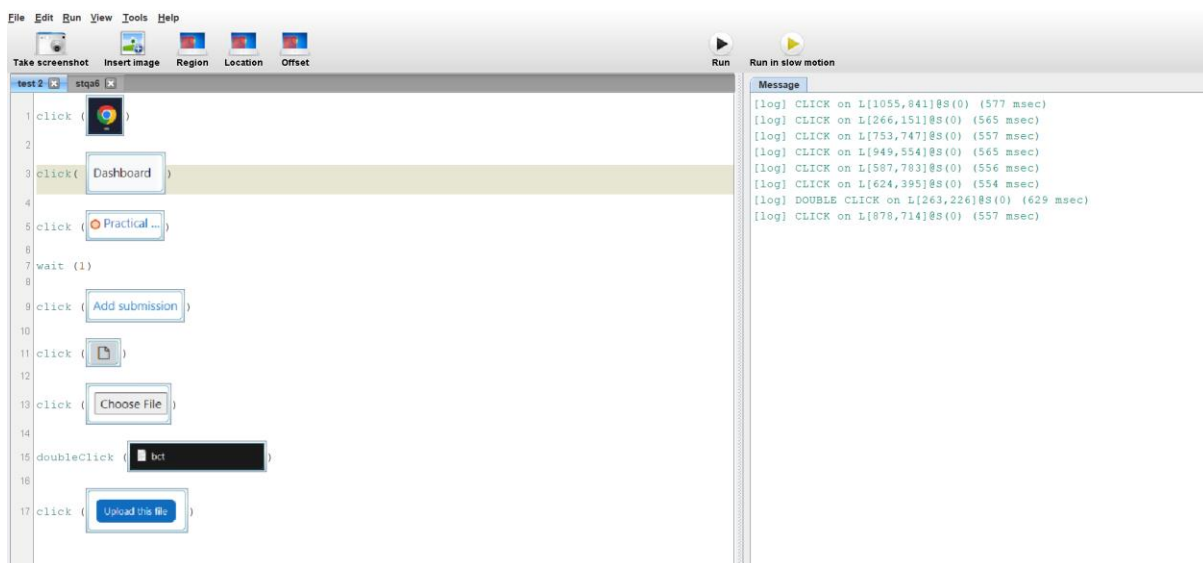 File Edit Run View Tools Help
Take screenshot Insert image Region Location Offset Run Run in slow motion
test 2 stqa6
1 click ( )
2
3 click( Dashboard )
4
5 click ( Practical ... )
6
7 wait (1)
8
9 click ( Add submission )
10
11 click ( )
12
13 click ( Choose File )
14
15 doubleClick ( bct )
16
17 click ( Upload this file )
Message
[log] CLICK on L[1055,841]@S(0) (577 msec)
[log] CLICK on L[266,151]@S(0) (565 msec)
[log] CLICK on L[753,747]@S(0) (557 msec)
[log] CLICK on L[949,554]@S(0) (565 msec)
[log] CLICK on L[587,783]@S(0) (556 msec)
[log] CLICK on L[624,395]@S(0) (554 msec)
[log] DOUBLE CLICK on L[263,226]@S(0) (629 msec)
[log] CLICK on L[878,714]@S(0) (557 msec)